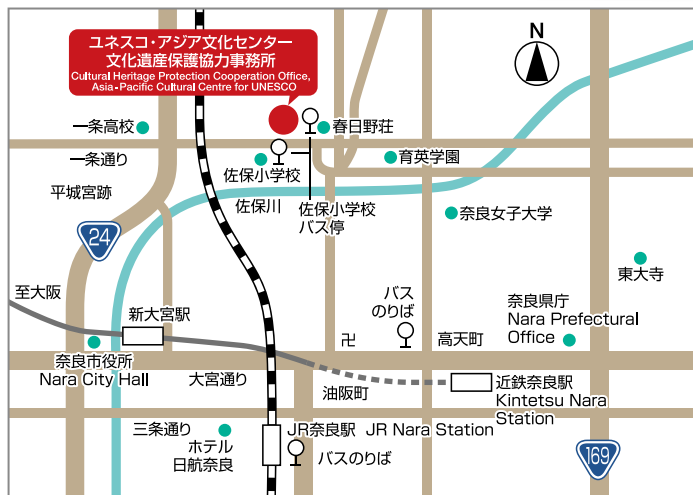 ユネスコ・アジア文化センター
文化遺産保護協力事務所
Cultural Heritage Protection Cooperation Office,
Asia-Pacific Cultural Centre for UNESCO
N
一条高校
春日野荘
一条通り
佐保小学校
育英学園
平城宮跡
佐保川
佐保小学校
バス停
奈良女子大学
24
東大寺
至大阪
新大宮駅
バス
のりば
奈良県庁
Nara Prefectural
Office
卍
高天町
奈良市役所
Nara City Hall
大宮通り
油阪町
近鉄奈良駅
Kintetsu Nara
Station
三条通り
ホテル
日航奈良
JR奈良駅 JR Nara Station
バスのりば
169